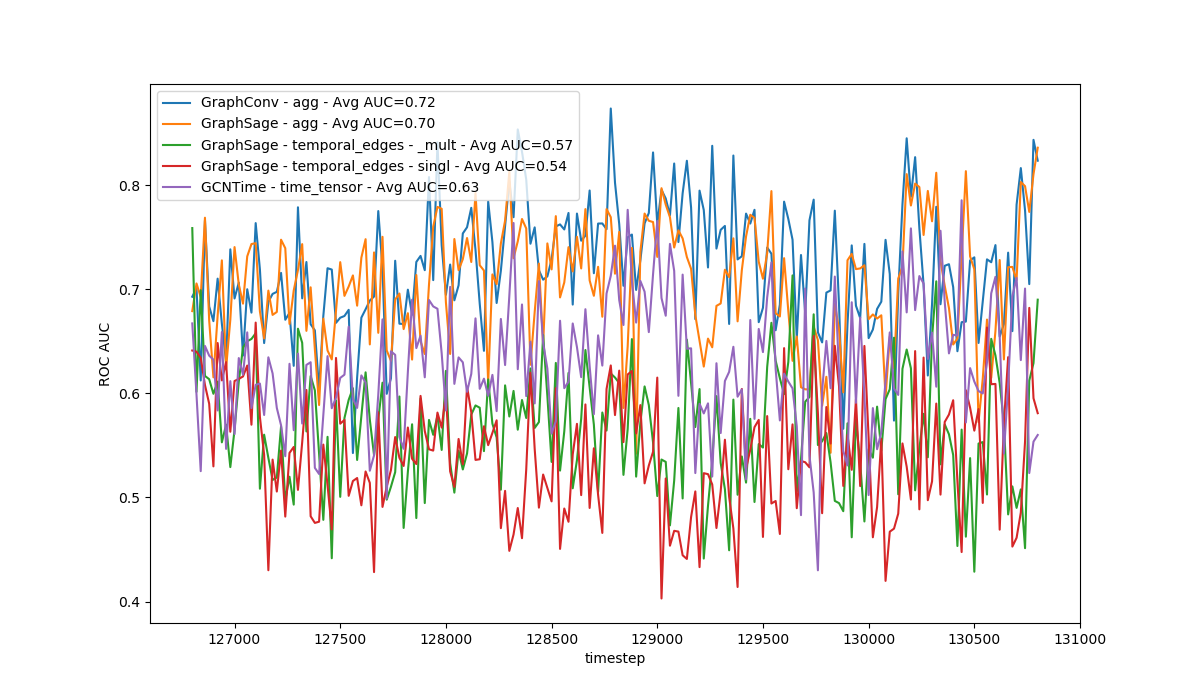 GraphConv - agg - Avg AUC=0.72
GraphSage - agg - Avg AUC=0.70
GraphSage - temporal_edges - _mult - Avg AUC=0.57
GraphSage - temporal_edges - singl - Avg AUC=0.54
GCNTime - time_tensor - Avg AUC=0.63
ROC AUC
0.8
0.7
0.6
0.5
0.4
127000 127500 128000 128500 129000 129500 130000 130500 131000
timestep